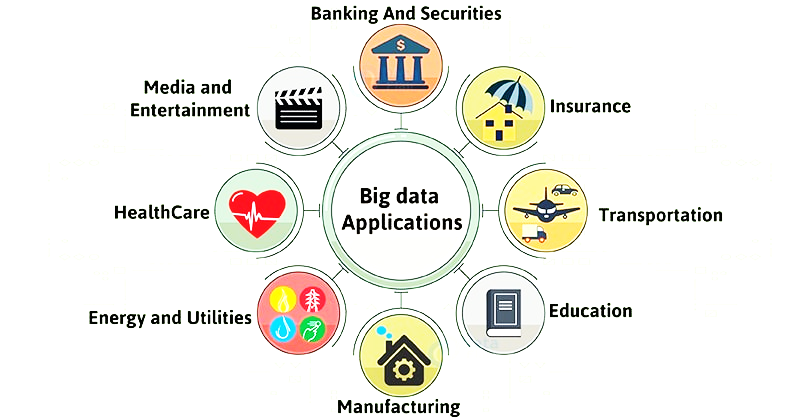 Banking And Securities
Media and
Entertainment
Insurance
$
HealthCare
Big data
Applications
Transportation
Energy and Utilities
Education
Manufacturing